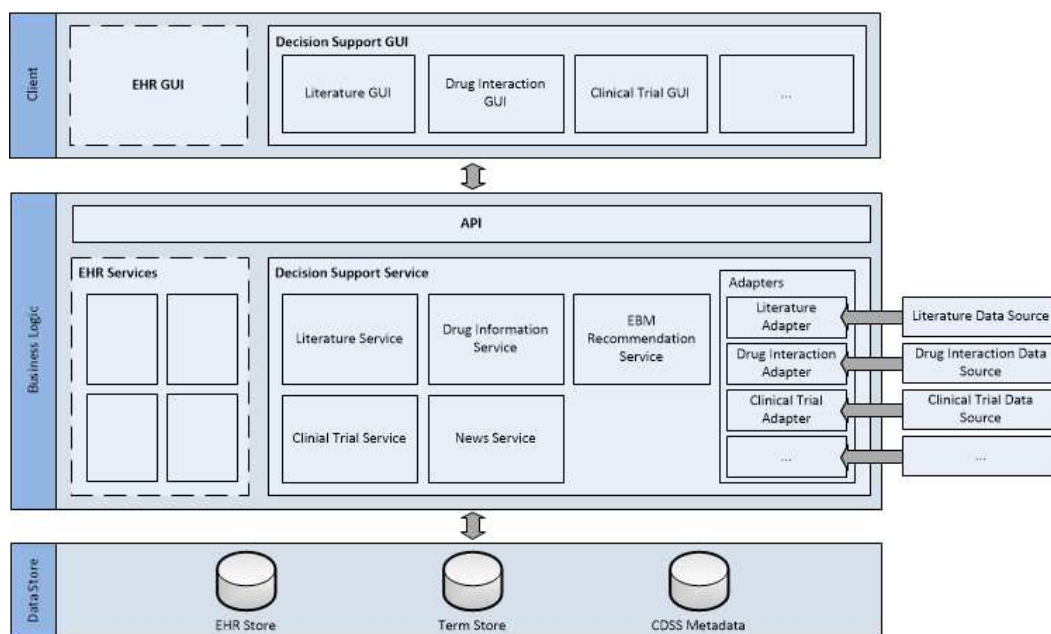 Client
EHR GUI
Decision Support GUI
Literature GUI
Drug Interaction
GUI
Clinical Trial GUI
...
Business Logic
API
EHR Services
Decision Support Service
Literature Service
Drug Information
Service
EBM
Recommendation
Service
Clinial Trial Service
News Service
Adapters
Literature
Adapter
Drug Interaction
Adapter
Clinical Trial
Adapter
...
Literature Data Source
Drug Interaction Data
Source
Clinical Trial Data
Source
...
Data Store
EHR Store
Term Store
CDSS Metadata